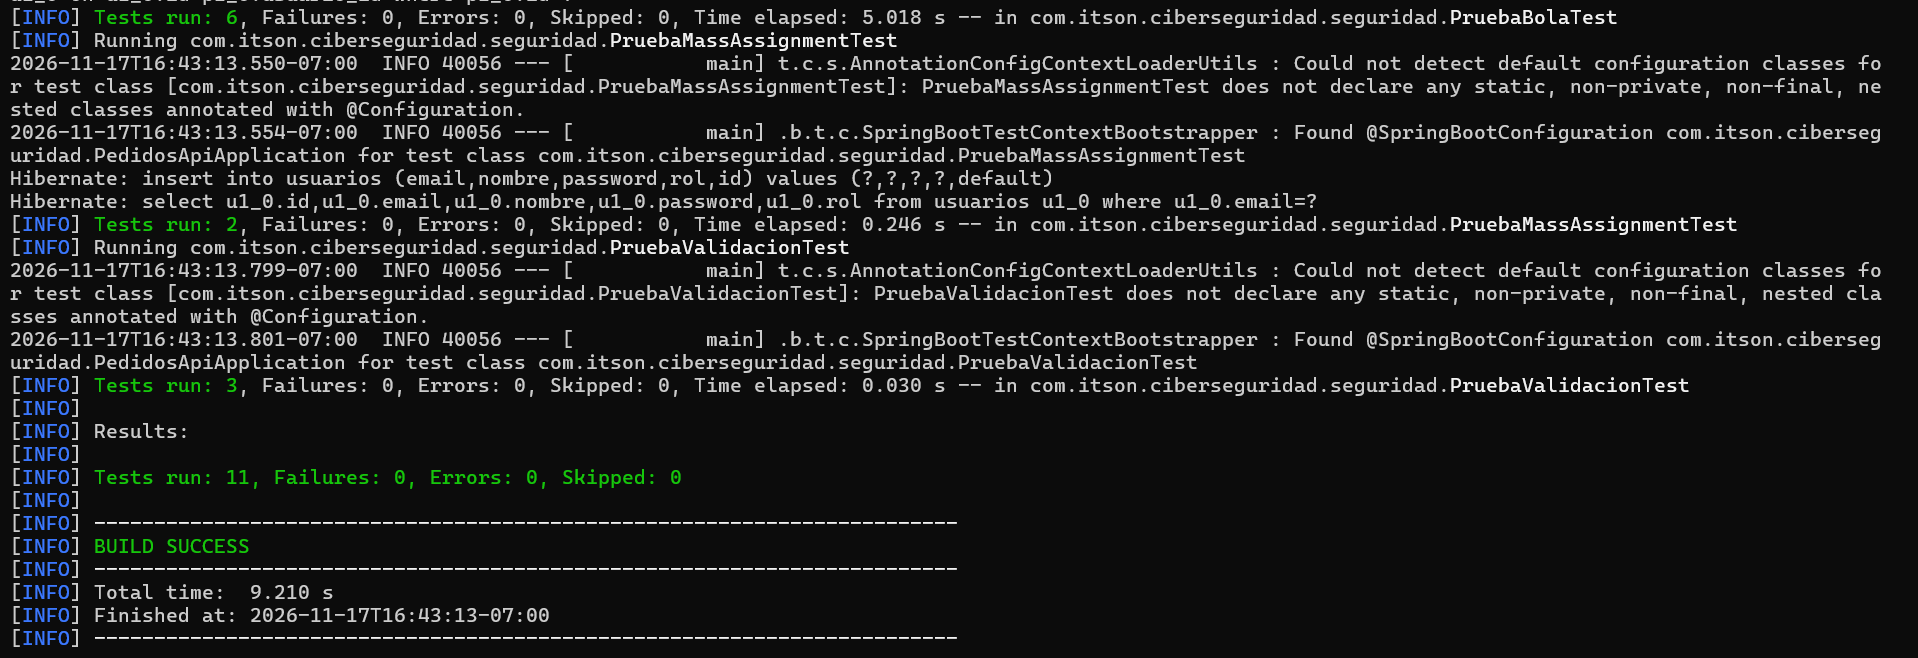 [INFO] Tests run: 6, Failures: 0, Errors: 0, Skipped: 0, Time elapsed: 5.018 s -- in com.itson.ciberseguridad.seguridad.PruebaBolaTest
[INFO] Running com.itson.ciberseguridad.seguridad.PruebaMassAssignmentTest
2026-11-17T16:43:13.550-07:00  INFO 40056 --- [           main] t.c.s.AnnotationConfigContextLoaderUtils : Could not detect default configuration classes fo
r test class [com.itson.ciberseguridad.seguridad.PruebaMassAssignmentTest]: PruebaMassAssignmentTest does not declare any static, non-private, non-final, ne
sted classes annotated with @Configuration.
2026-11-17T16:43:13.554-07:00  INFO 40056 --- [           main] .b.t.c.SpringBootTestContextBootstrapper : Found @SpringBootConfiguration com.itson.ciberseg
uridad.PedidosApiApplication for test class com.itson.ciberseguridad.seguridad.PruebaMassAssignmentTest
Hibernate: insert into usuarios (email,nombre,password,rol,id) values (?,?,?,?,default)
Hibernate: select u1_0.id,u1_0.email,u1_0.nombre,u1_0.password,u1_0.rol from usuarios u1_0 where u1_0.email=?
[INFO] Tests run: 2, Failures: 0, Errors: 0, Skipped: 0, Time elapsed: 0.246 s -- in com.itson.ciberseguridad.seguridad.PruebaMassAssignmentTest
[INFO] Running com.itson.ciberseguridad.seguridad.PruebaValidacionTest
2026-11-17T16:43:13.799-07:00  INFO 40056 --- [           main] t.c.s.AnnotationConfigContextLoaderUtils : Could not detect default configuration classes fo
r test class [com.itson.ciberseguridad.seguridad.PruebaValidacionTest]: PruebaValidacionTest does not declare any static, non-private, non-final, nested cla
sses annotated with @Configuration.
2026-11-17T16:43:13.801-07:00  INFO 40056 --- [           main] .b.t.c.SpringBootTestContextBootstrapper : Found @SpringBootConfiguration com.itson.ciberseg
uridad.PedidosApiApplication for test class com.itson.ciberseguridad.seguridad.PruebaValidacionTest
[INFO] Tests run: 3, Failures: 0, Errors: 0, Skipped: 0, Time elapsed: 0.030 s -- in com.itson.ciberseguridad.seguridad.PruebaValidacionTest
[INFO]
[INFO] Results:
[INFO]
[INFO] Tests run: 11, Failures: 0, Errors: 0, Skipped: 0
[INFO]
[INFO] ------------------------------------------------------------------------
[INFO] BUILD SUCCESS
[INFO] ------------------------------------------------------------------------
[INFO] Total time:  9.210 s
[INFO] Finished at: 2026-11-17T16:43:13-07:00
[INFO] ------------------------------------------------------------------------